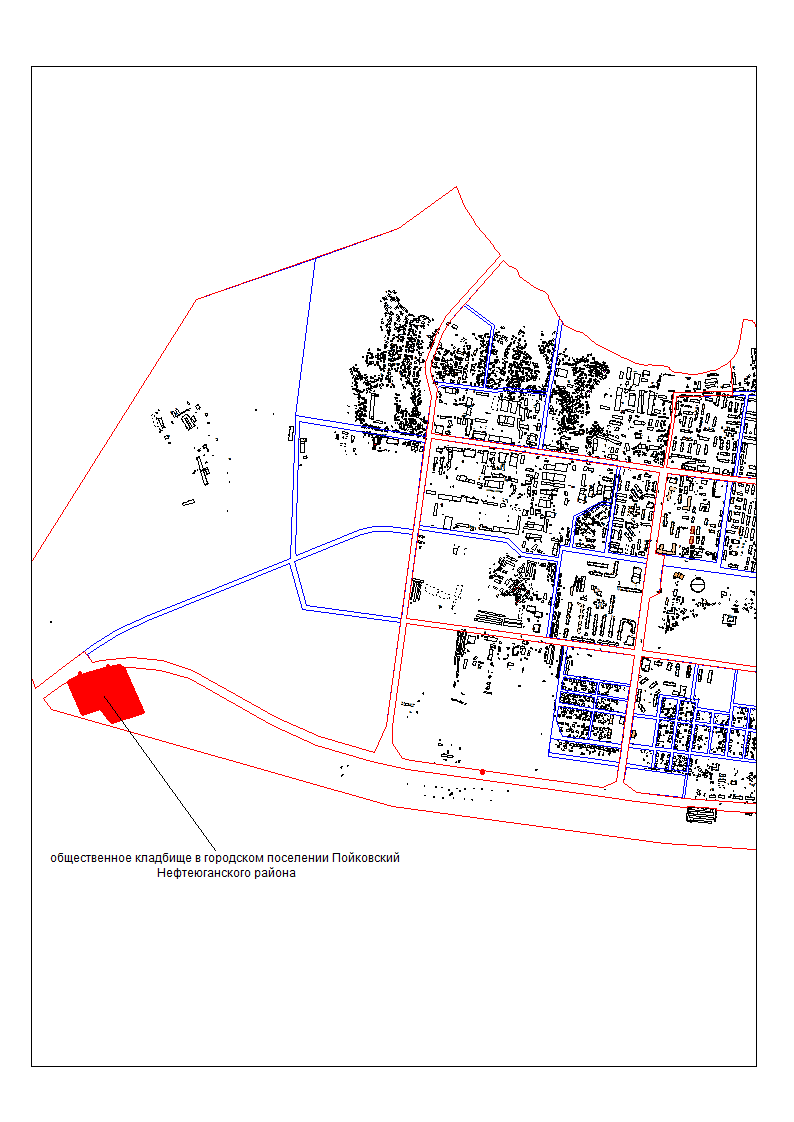 общественное кладбище в городском поселении Пойковский
Нефтеюганского района